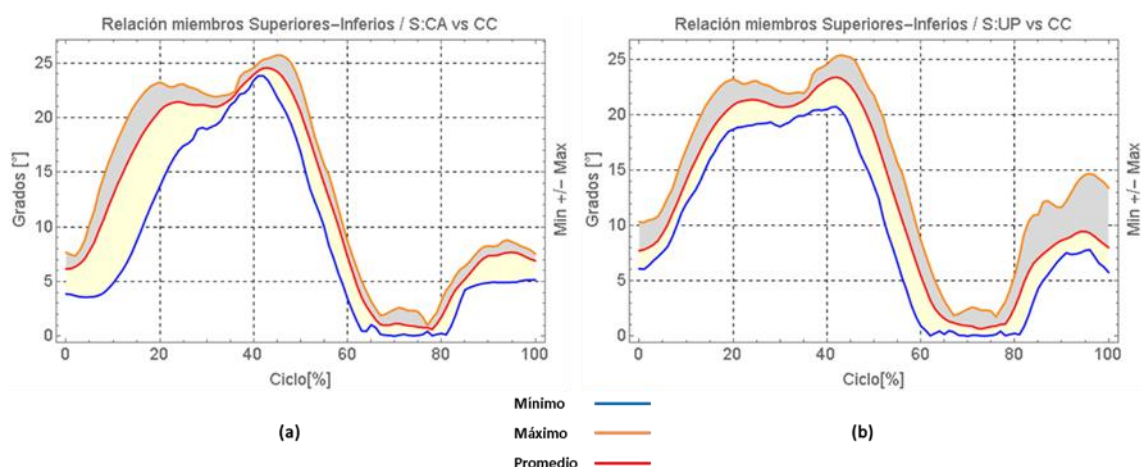 Relación miembros Superiores−Inferios / S:CA vs CC
25
20
15
10
5
0
Grados [°]
Min +/− Max
0 20 40 60 80 100
Ciclo[%]
(a)
Relación miembros Superiores−Inferios / S:UP vs CC
25
20
15
10
5
0
Grados [°]
Min +/− Max
0 20 40 60 80 100
Ciclo[%]
(b)
Mínimo
Máximo
Promedio